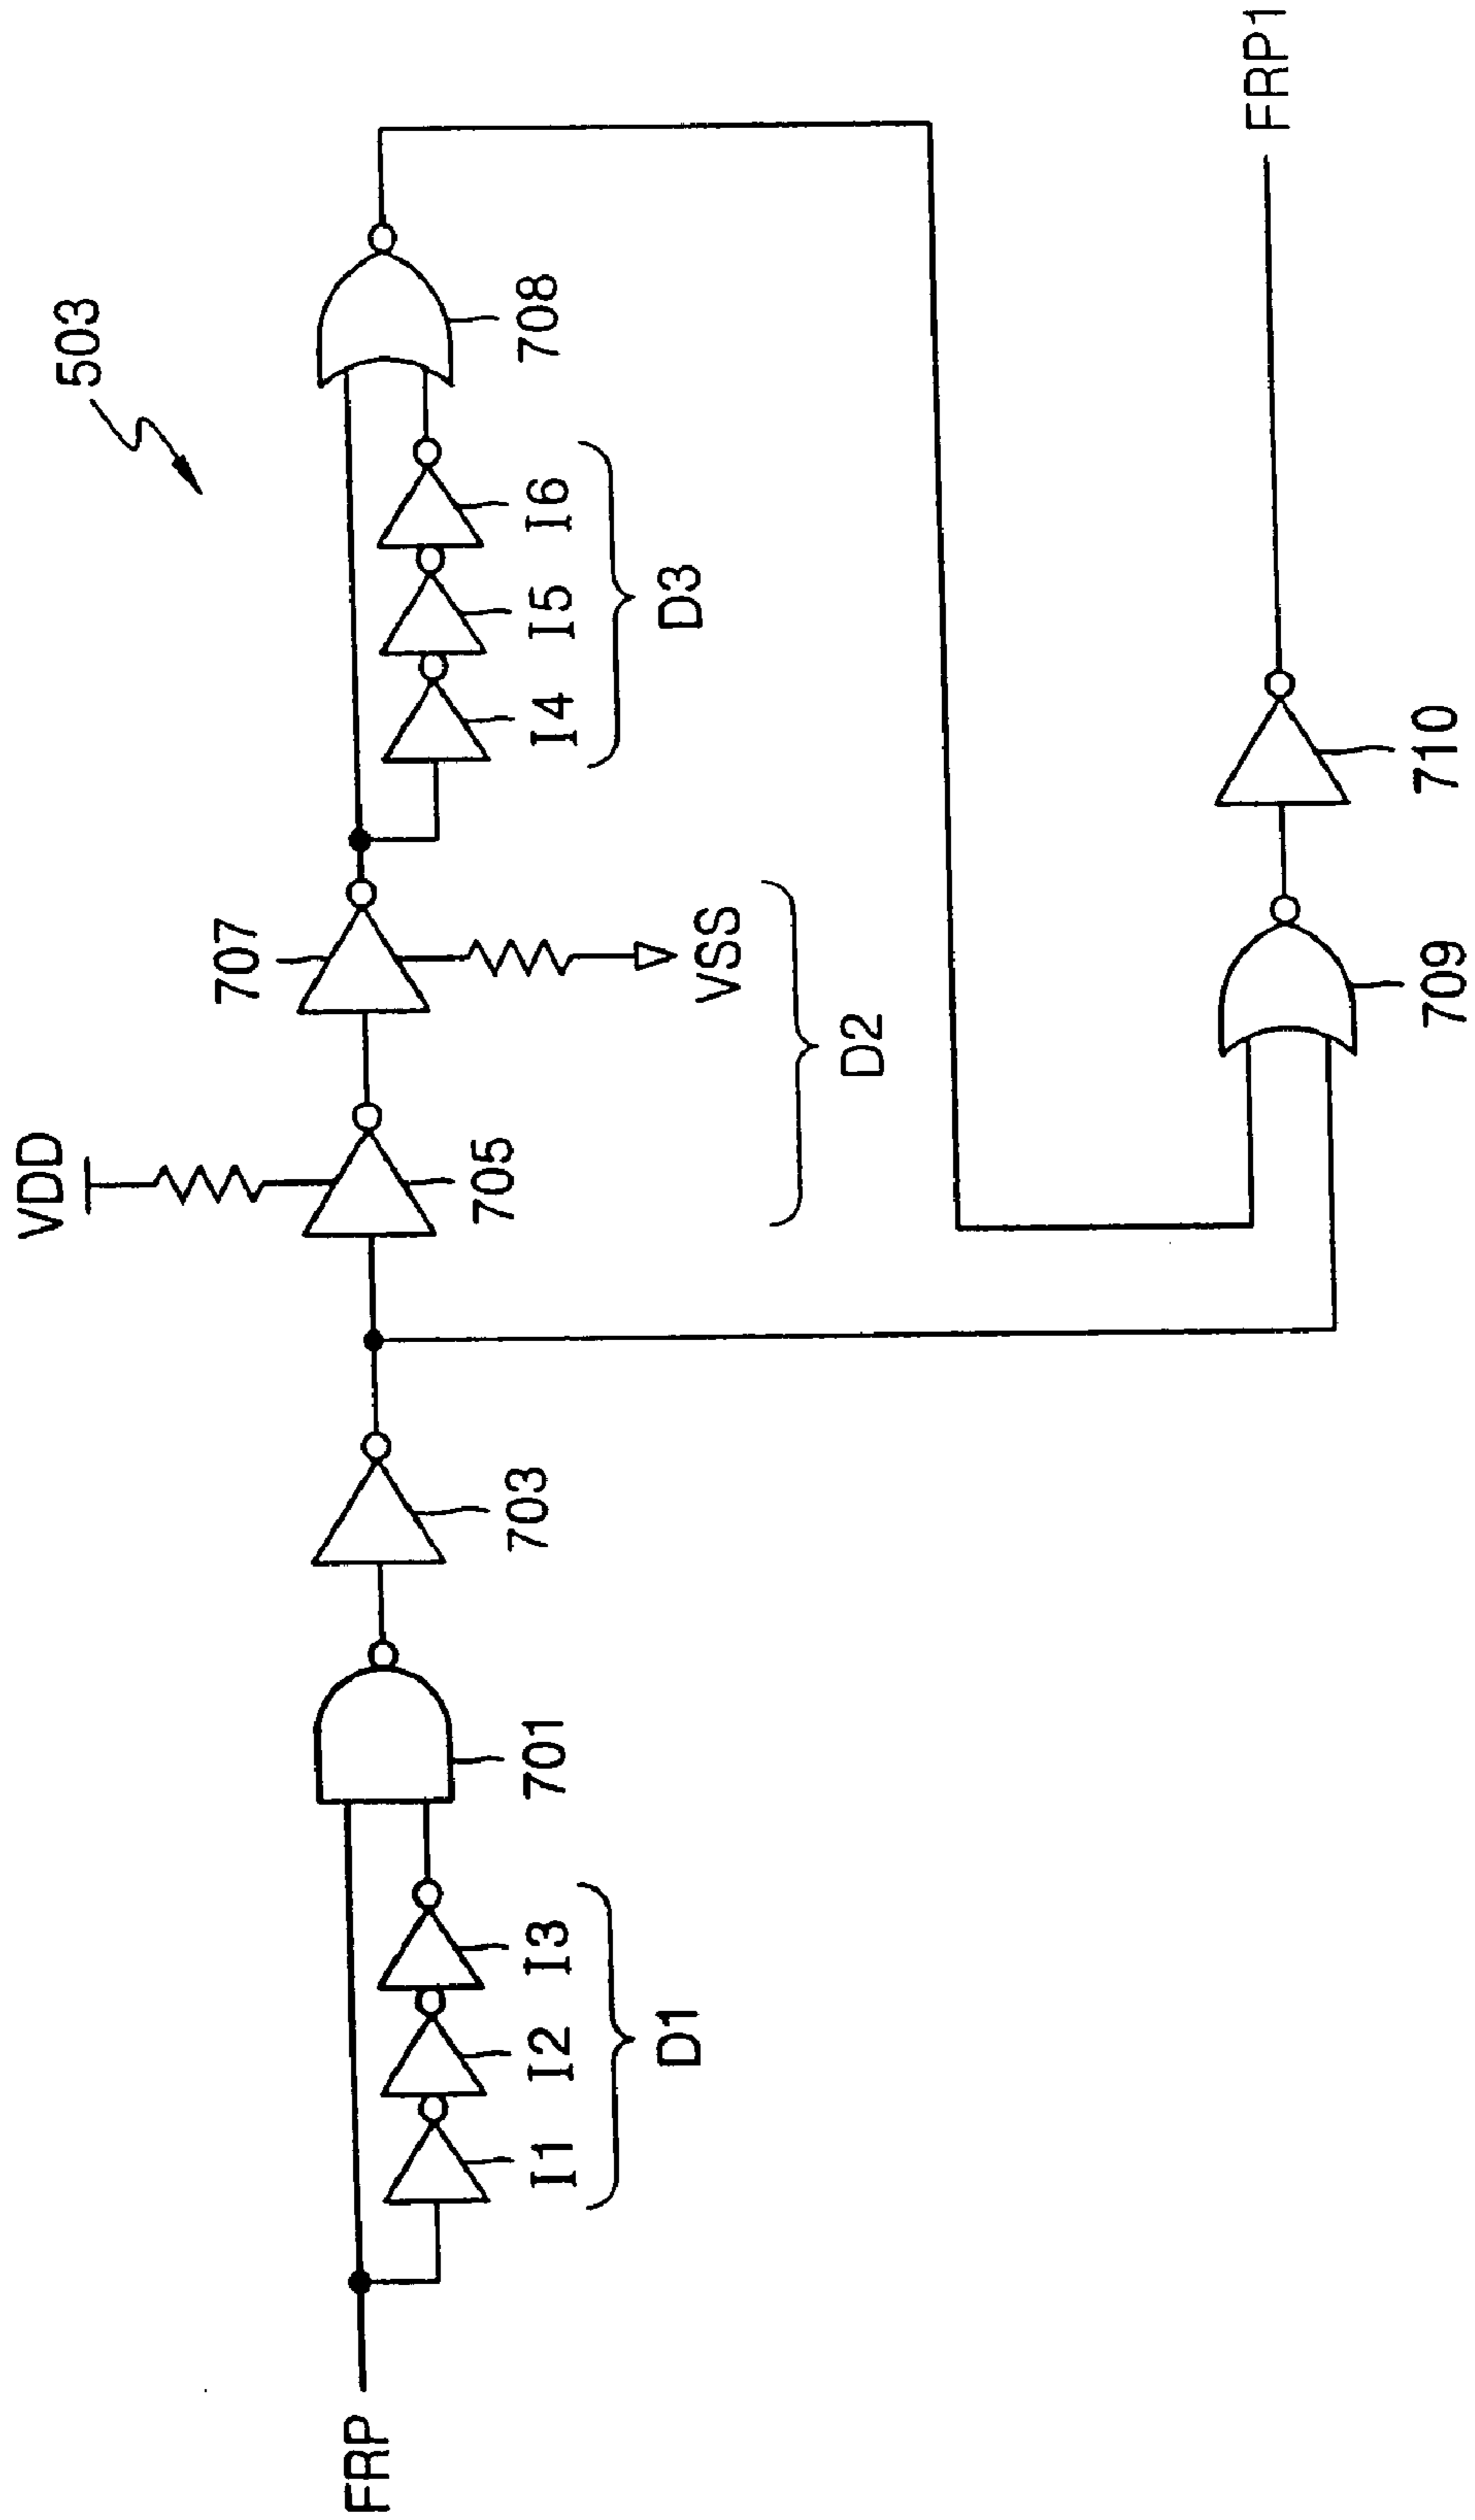 503
VDD
707
708
I4
I5
I6
D3
705
VSS
D2
FRP
I1
I2
I3
D1
701
703
709
710
FRP1